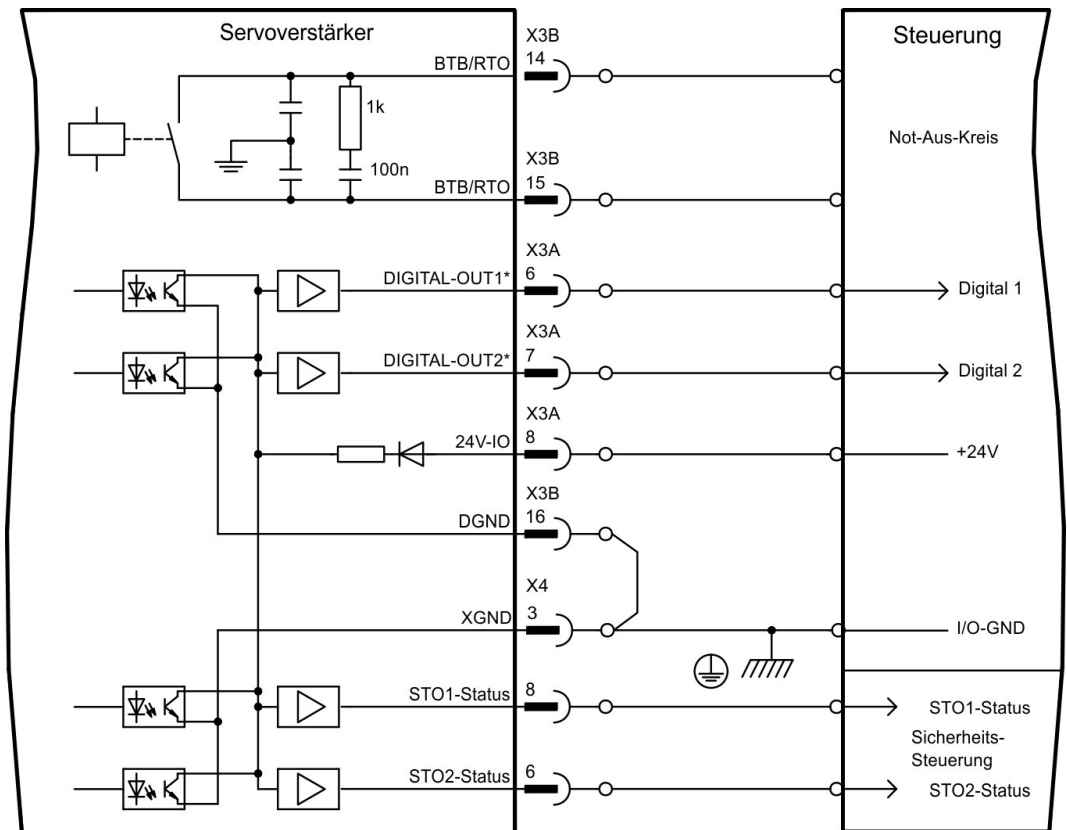 Servoverstärker
X3B
Steuerung
BTB/RTO
14
1k
Not-Aus-Kreis
100n
X3B
BTB/RTO
15
X3A
DIGITAL-OUT1*
6
Digital 1
X3A
DIGITAL-OUT2*
7
Digital 2
X3A
24V-IO
8
+24V
X3B
DGND
16
X4
XGND
3
I/O-GND
STO1-Status
8
STO1-Status
Sicherheits-
Steuerung
STO2-Status
6
STO2-Status